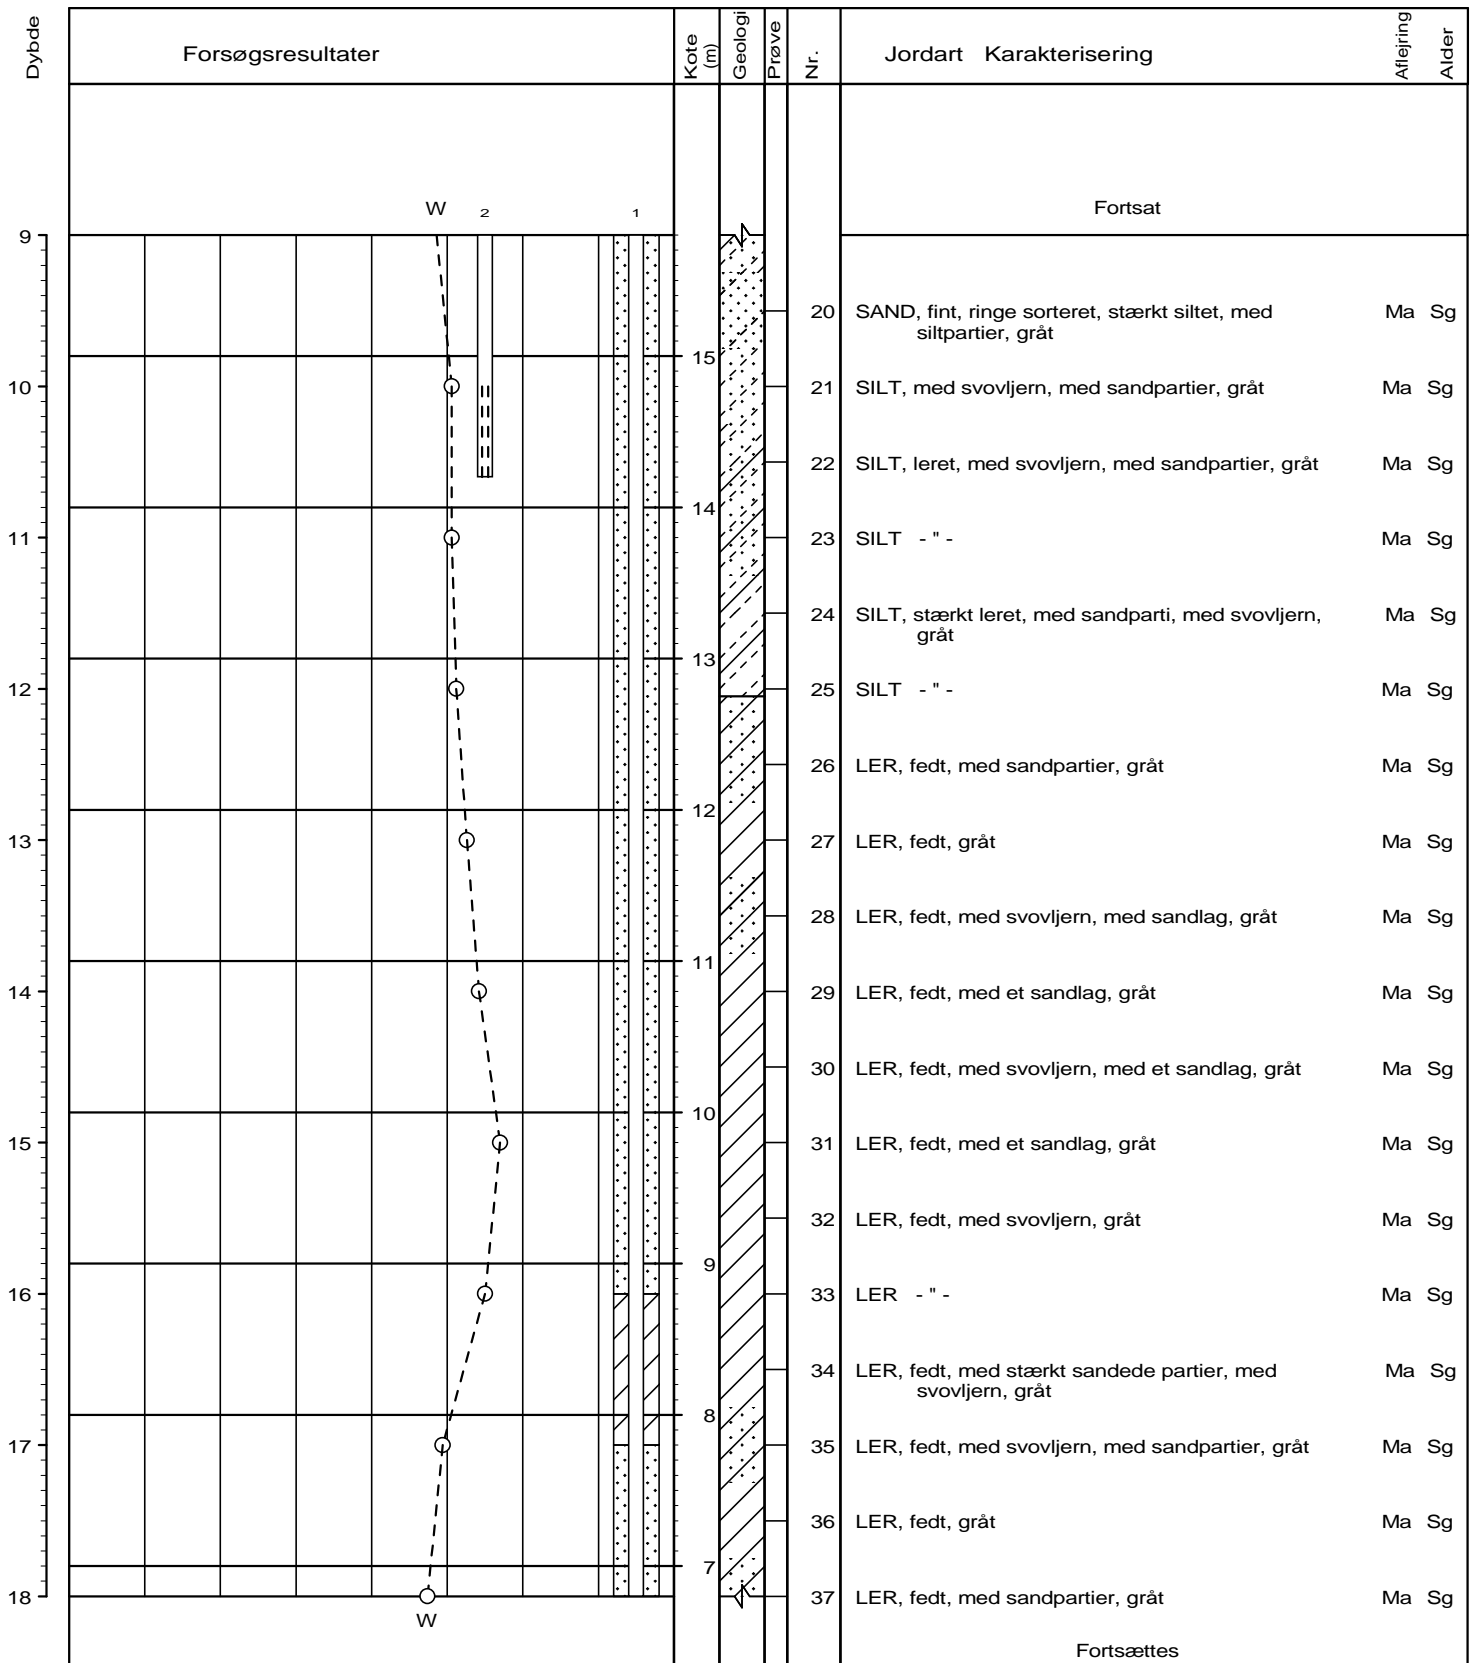 Dybde
Forsøgsresultater
Kote
(m)
Geologi
Prøve
Nr.
Jordart Karakterisering
Aflejring
Alder
W 2 1
Fortsat
9
20 SAND, fint, ringe sorteret, stærkt siltet, med Ma Sg
siltpartier, gråt
15
10
21 SILT, med svovljern, med sandpartier, gråt Ma Sg
22 SILT, leret, med svovljern, med sandpartier, gråt Ma Sg
14
11
23 SILT - " - Ma Sg
24 SILT, stærkt leret, med sandparti, med svovljern, Ma Sg
gråt
13
12
25 SILT - " - Ma Sg
26 LER, fedt, med sandpartier, gråt Ma Sg
12
13
27 LER, fedt, gråt Ma Sg
28 LER, fedt, med svovljern, med sandlag, gråt Ma Sg
11
14
29 LER, fedt, med et sandlag, gråt Ma Sg
30 LER, fedt, med svovljern, med et sandlag, gråt Ma Sg
10
15
31 LER, fedt, med et sandlag, gråt Ma Sg
32 LER, fedt, med svovljern, gråt Ma Sg
9
16
33 LER - " - Ma Sg
34 LER, fedt, med stærkt sandede partier, med Ma Sg
svovljern, gråt
8
17
35 LER, fedt, med svovljern, med sandpartier, gråt Ma Sg
36 LER, fedt, gråt Ma Sg
7
18
37 LER, fedt, med sandpartier, gråt Ma Sg
W
Fortsættes